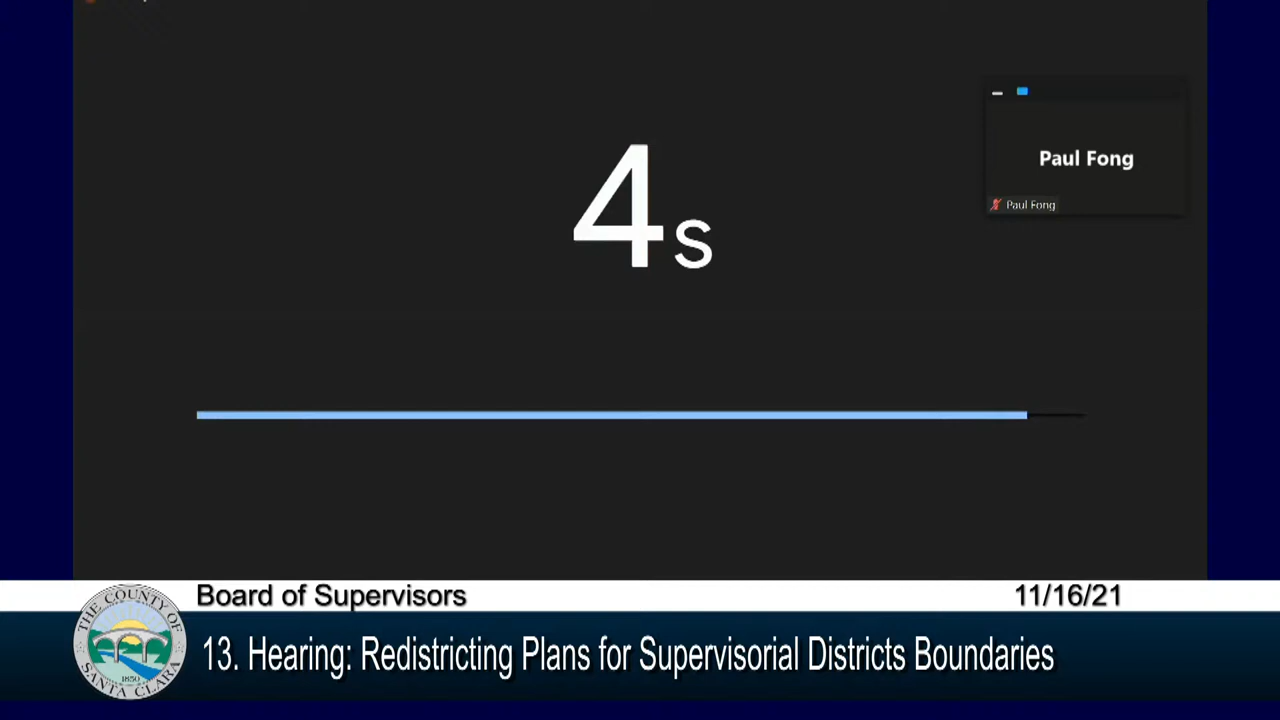 4s
Paul Fong
Paul Fong
Board of Supervisors
11/16/21
13. Hearing: Redistricting Plans for Supervisorial Districts Boundaries
THE COUNTY OF
SANTA CLARA
1850